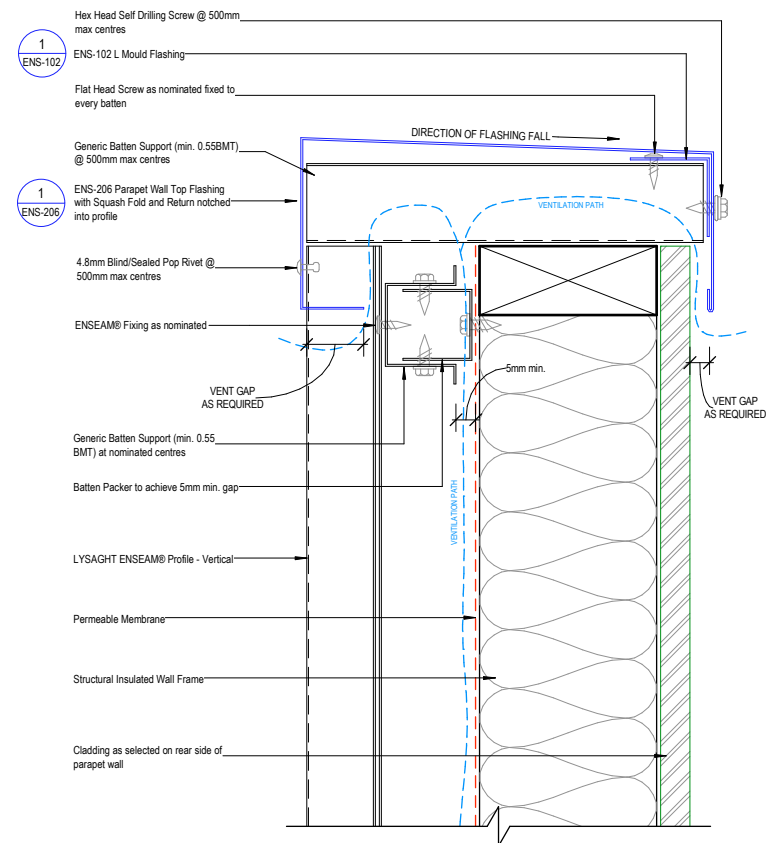 Hex Head Self Drilling Screw @ 500mm
max centres
1
ENS-102
ENS-102 L Mould Flashing
Flat Head Screw as nominated fixed to
every batten
DIRECTION OF FLASHING FALL
Generic Batten Support (min. 0.55BMT)
@ 500mm max centres
1
ENS-206
ENS-206 Parapet Wall Top Flashing
with Squash Fold and Return notched
into profile
VENTILATION PATH
4.8mm Blind/Sealed Pop Rivet @
500mm max centres
ENSEAM® Fixing as nominated
5mm min.
VENT GAP
AS REQUIRED
VENT GAP
AS REQUIRED
Generic Batten Support (min. 0.55
BMT) at nominated centres
Batten Packer to achieve 5mm min. gap
VENTILATION PATH
LYSAGHT ENSEAM® Profile - Vertical
Permeable Membrane
Structural Insulated Wall Frame
Cladding as selected on rear side of
parapet wall